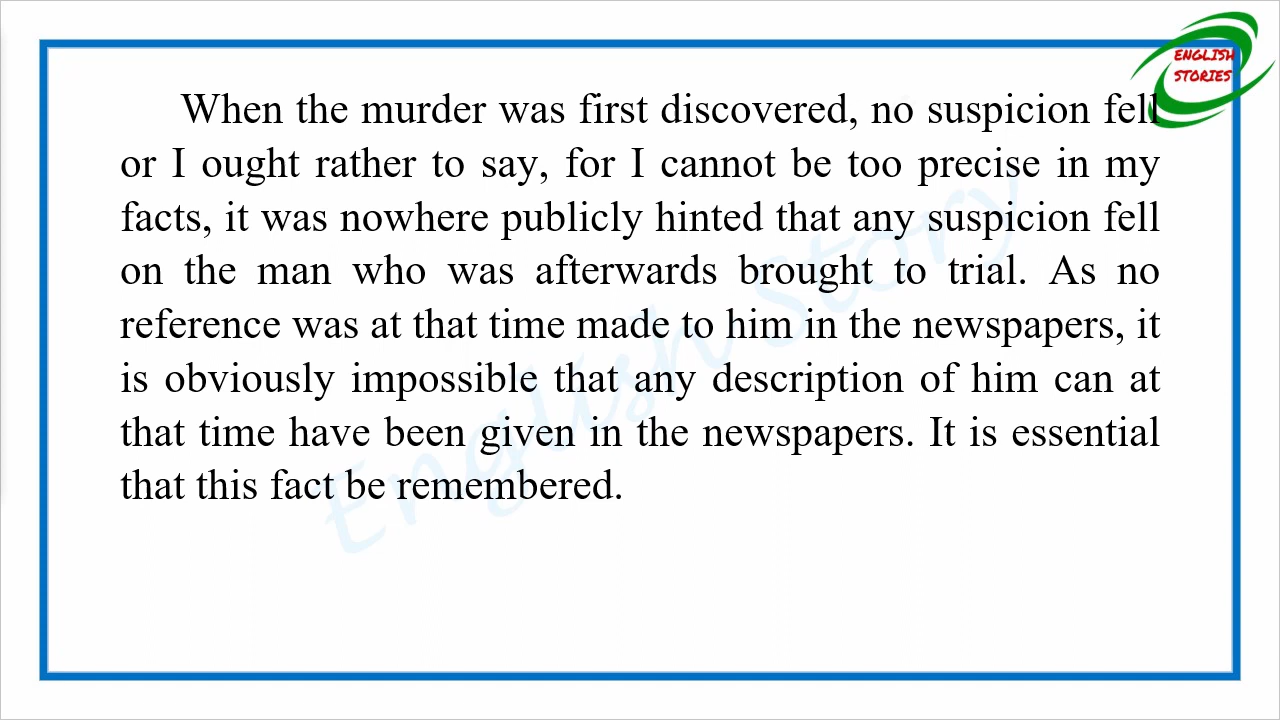 ENGLISH
STORIES
When the murder was first discovered, no suspicion fell
or I ought rather to say, for I cannot be too precise in my
facts, it was nowhere publicly hinted that any suspicion fell
on the man who was afterwards brought to trial. As no
reference was at that time made to him in the newspapers, it
is obviously impossible that any description of him can at
that time have been given in the newspapers. It is essential
that this fact be remembered.
English Story